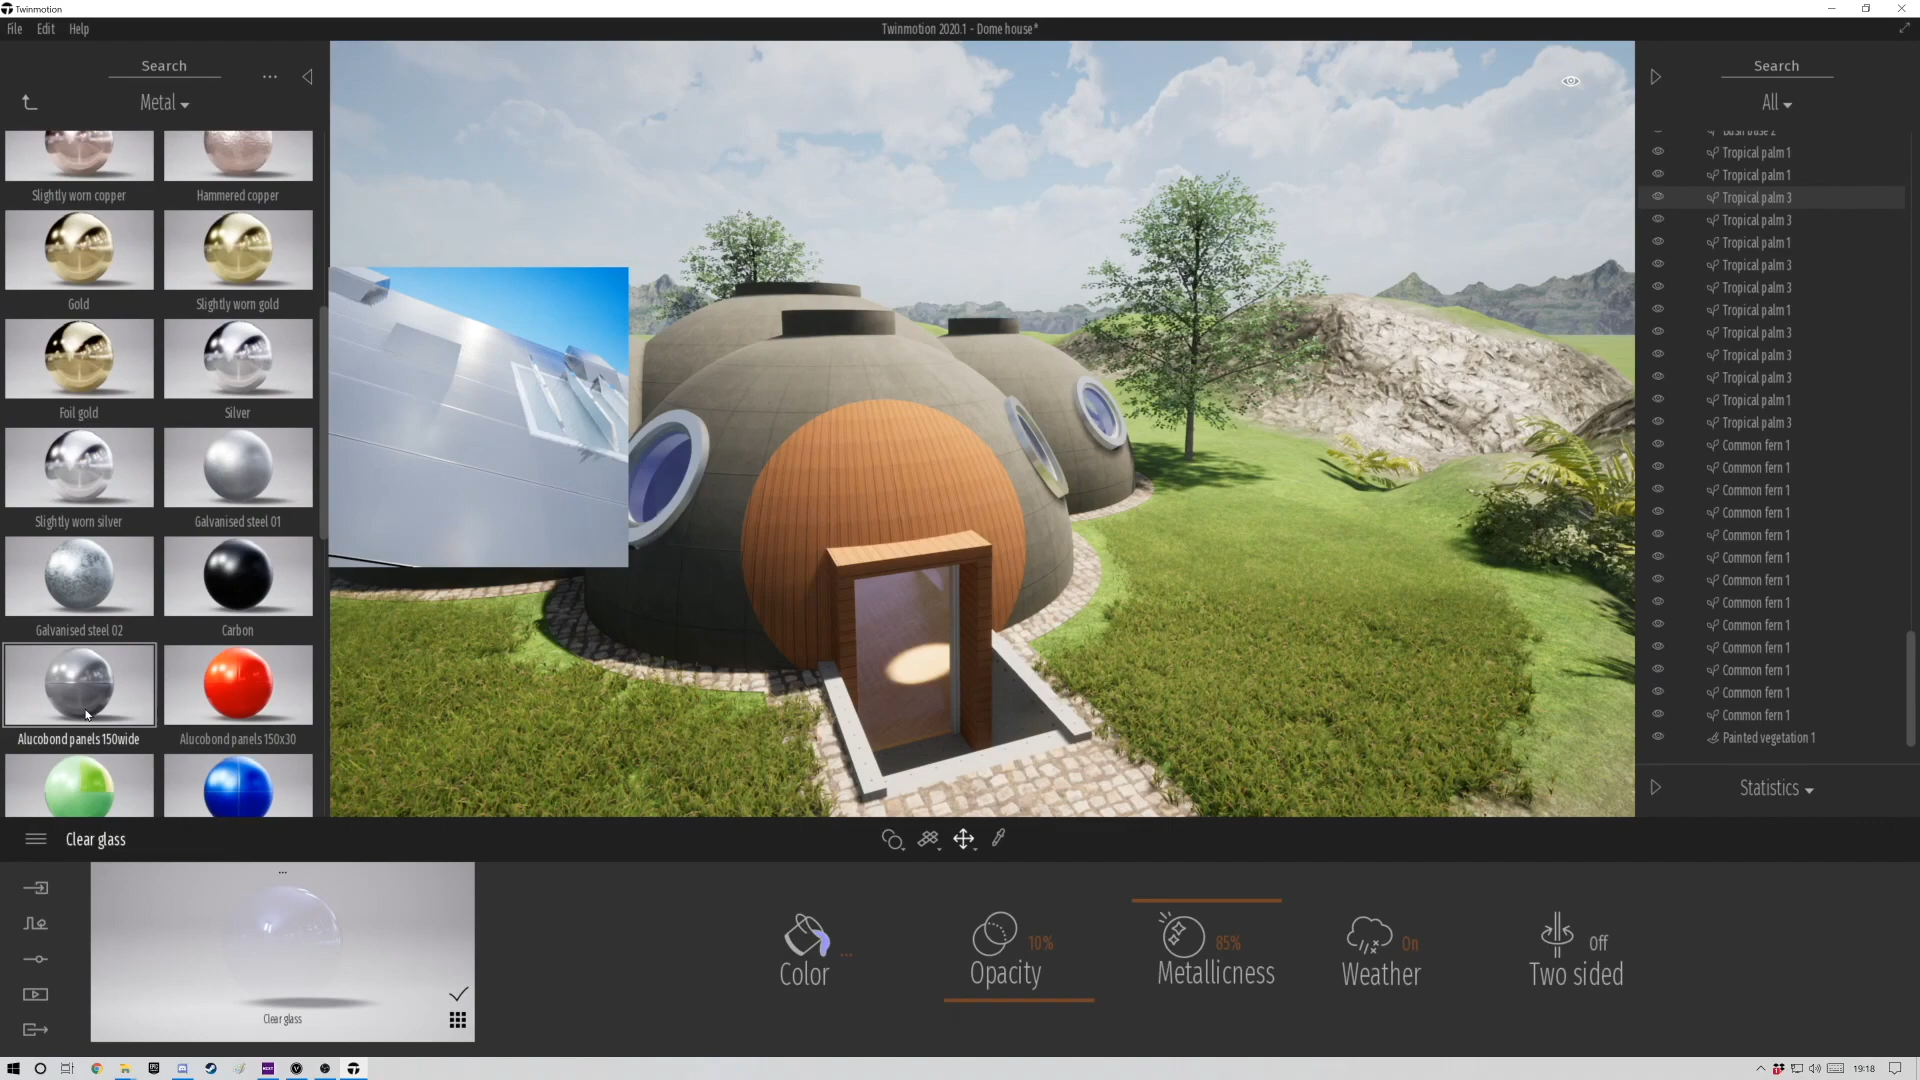 Twinmotion
File Edit Help
Twinmotion 2020.1 - Dome house*
Search
Metal
Slightly worn copper
Hammered copper
Gold
Slightly worn gold
Foil gold
Silver
Slightly worn silver
Galvanised steel 01
Galvanised steel 02
Carbon
Alucobond panels 150wide
Alucobond panels 150x30
Search
All
Bush base 2
Tropical palm 1
Tropical palm 1
Tropical palm 3
Tropical palm 3
Tropical palm 1
Tropical palm 3
Tropical palm 3
Tropical palm 1
Tropical palm 3
Tropical palm 3
Tropical palm 3
Tropical palm 1
Tropical palm 3
Common fern 1
Common fern 1
Common fern 1
Common fern 1
Common fern 1
Common fern 1
Common fern 1
Common fern 1
Common fern 1
Common fern 1
Common fern 1
Common fern 1
Common fern 1
Painted vegetation 1
Statistics
Clear glass
Clear glass
Color ...
Opacity 10%
Metallicness 85%
Weather On
Two sided Off
19:18